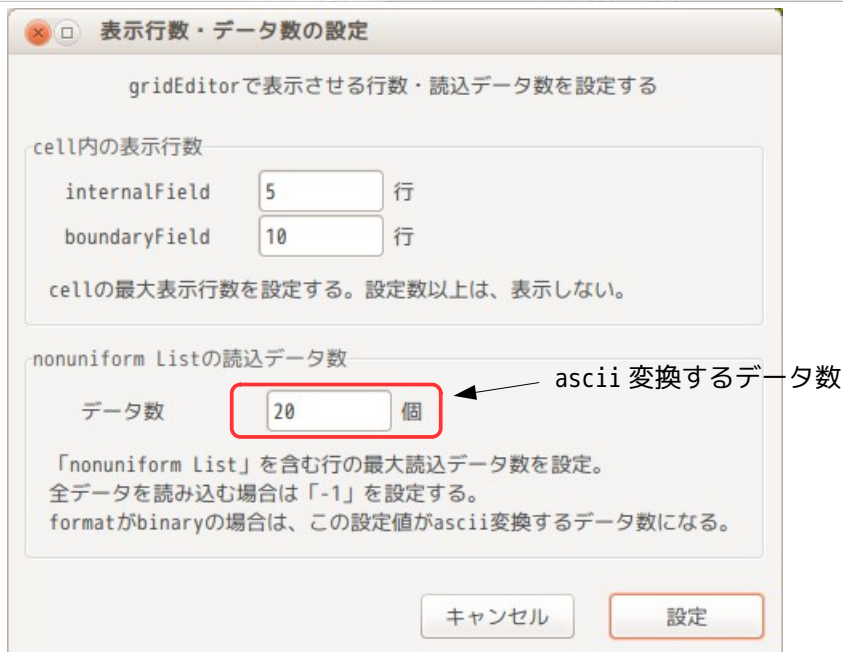 表示行数・データ数の設定
gridEditorで表示させる行数・読込データ数を設定する
cell内の表示行数
internalField 5 行
boundaryField 10 行
cellの最大表示行数を設定する。設定数以上は、表示しない。
nonuniform Listの読込データ数
ascii 変換するデータ数
データ数 20 個
「nonuniform List」を含む行の最大読込データ数を設定。
全データを読み込む場合は「-1」を設定する。
formatがbinaryの場合は、この設定値がascii変換するデータ数になる。
キャンセル 設定